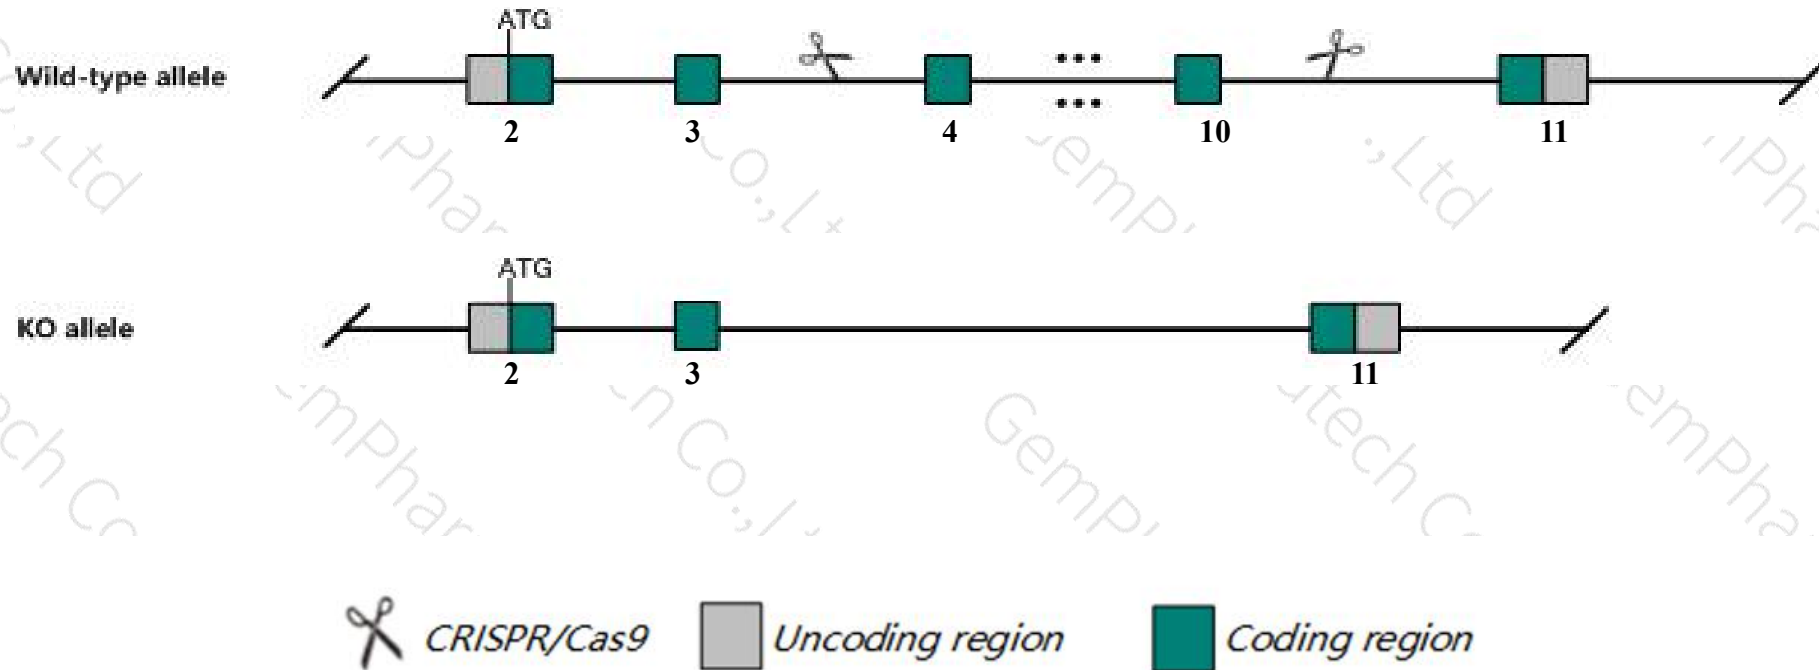 ATG
Wild-type allele
2 3 4 10 11
ATG
KO allele
2 3 11
CRISPR/Cas9 Uncoding region Coding region